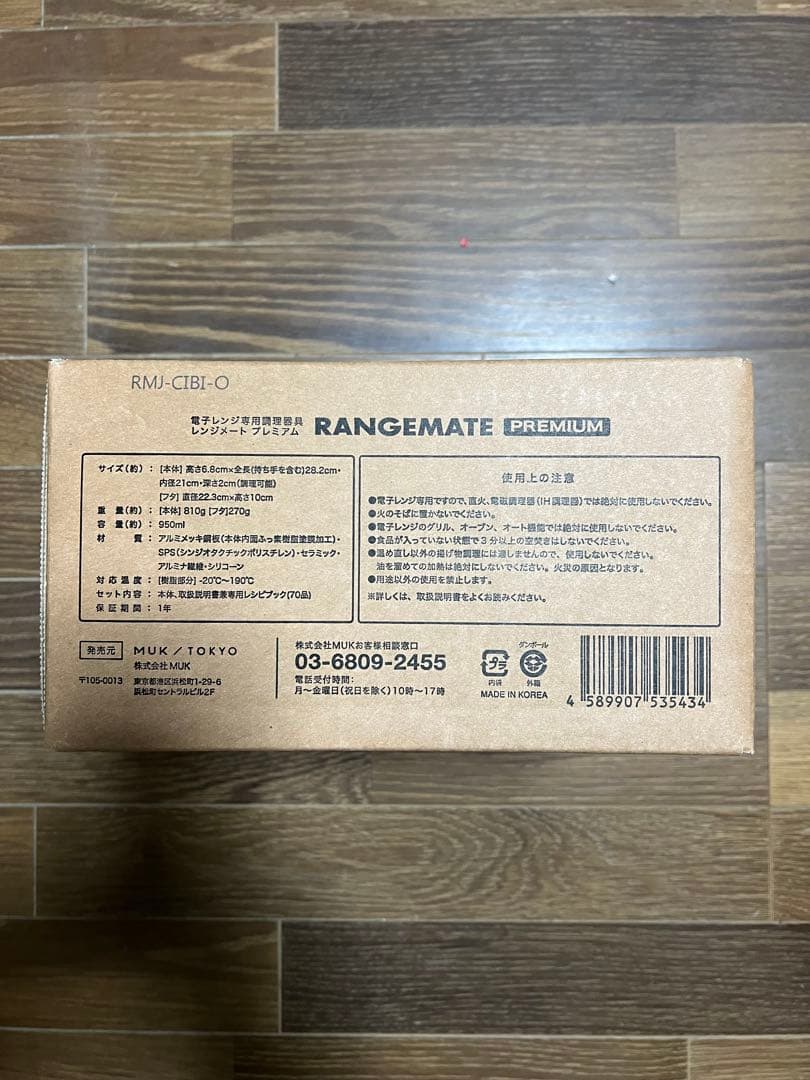 RMJ-CIBI-O
電子レンジ専用調理器具
レンジメート プレミアム
RANGEMATE PREMIUM
サイズ(約): [本体] 高さ6.8cm×全長(持ち手を含む)28.2cm・
内径21cm・深さ2cm(調理可能)
[フタ] 直径22.3cm×高さ10cm
重 量(約): [本体] 810g [フタ] 270g
容 量(約): 950ml
材 質: アルミメッキ鋼板(本体内面ふっ素樹脂塗膜加工)・
SPS(シンジオタクチックポリスチレン)・セラミック・
アルミナ繊維・シリコーン
対応温度: [樹脂部分] -20℃〜190℃
セット内容: 本体、取扱説明書兼専用レシピブック(70品)
保証期間: 1年
使用上の注意
●電子レンジ専用ですので、直火、電磁調理器(IH調理器)では絶対に使用しないでください。
●火のそばに置かないでください。
●電子レンジのグリル、オーブン、オート機能では絶対に使用しないでください。
●食品が入っていない状態で3分以上の空焚きはしないでください。
●温め直し以外の揚げ物調理には適しませんので、使用しないでください。
油を溜めての加熱は絶対にしないでください。火災の原因となります。
●用途以外の使用を禁止します。
※詳しくは、取扱説明書をよくお読みください。
発売元 MUK / TOKYO
株式会社MUK
〒105-0013 東京都港区浜松町1-29-6
浜松町セントラルビル2F
株式会社MUKお客様相談窓口
03-6809-2455
電話受付時間:
月〜金曜日(祝日を除く)10時〜17時
プラ
内袋
ダンボール
外箱
MADE IN KOREA
4 589907 535434